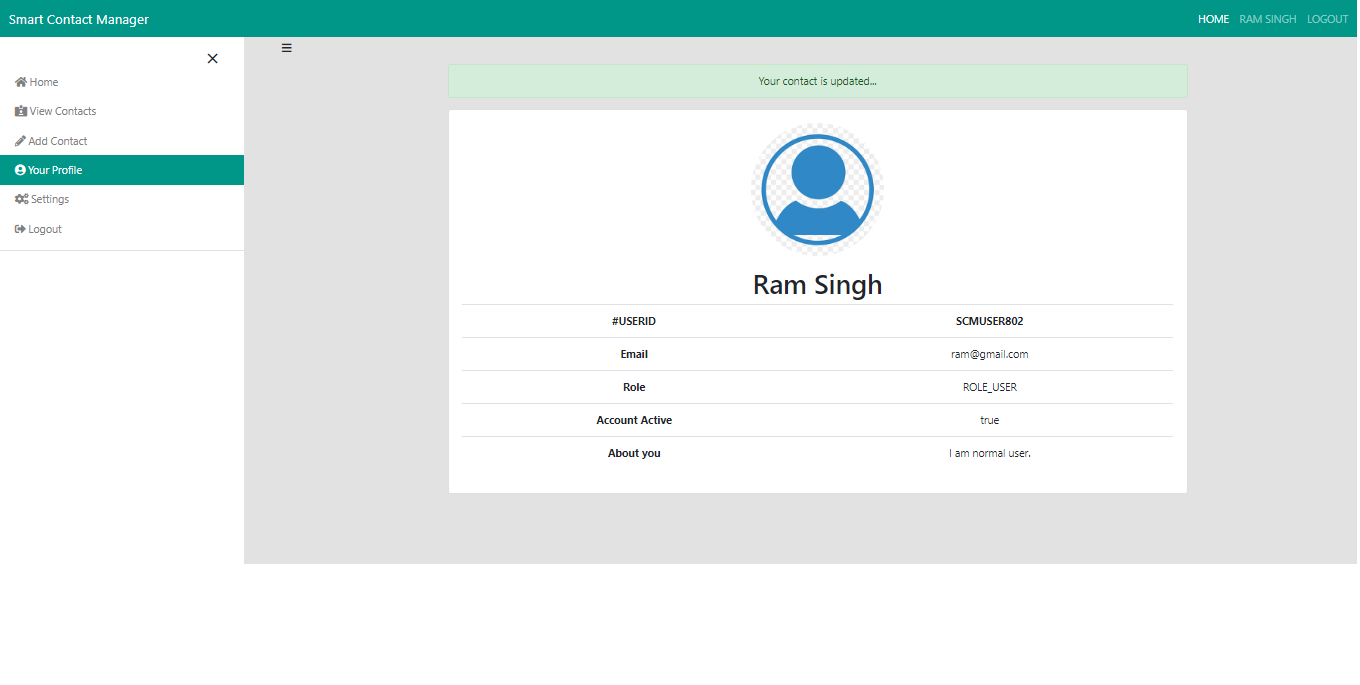 Smart Contact Manager
HOME RAM SINGH LOGOUT
Home
View Contacts
Add Contact
Your Profile
Settings
Logout
Your contact is updated...
Ram Singh
#USERID SCMUSER802
Email ram@gmail.com
Role ROLE_USER
Account Active true
About you I am normal user.